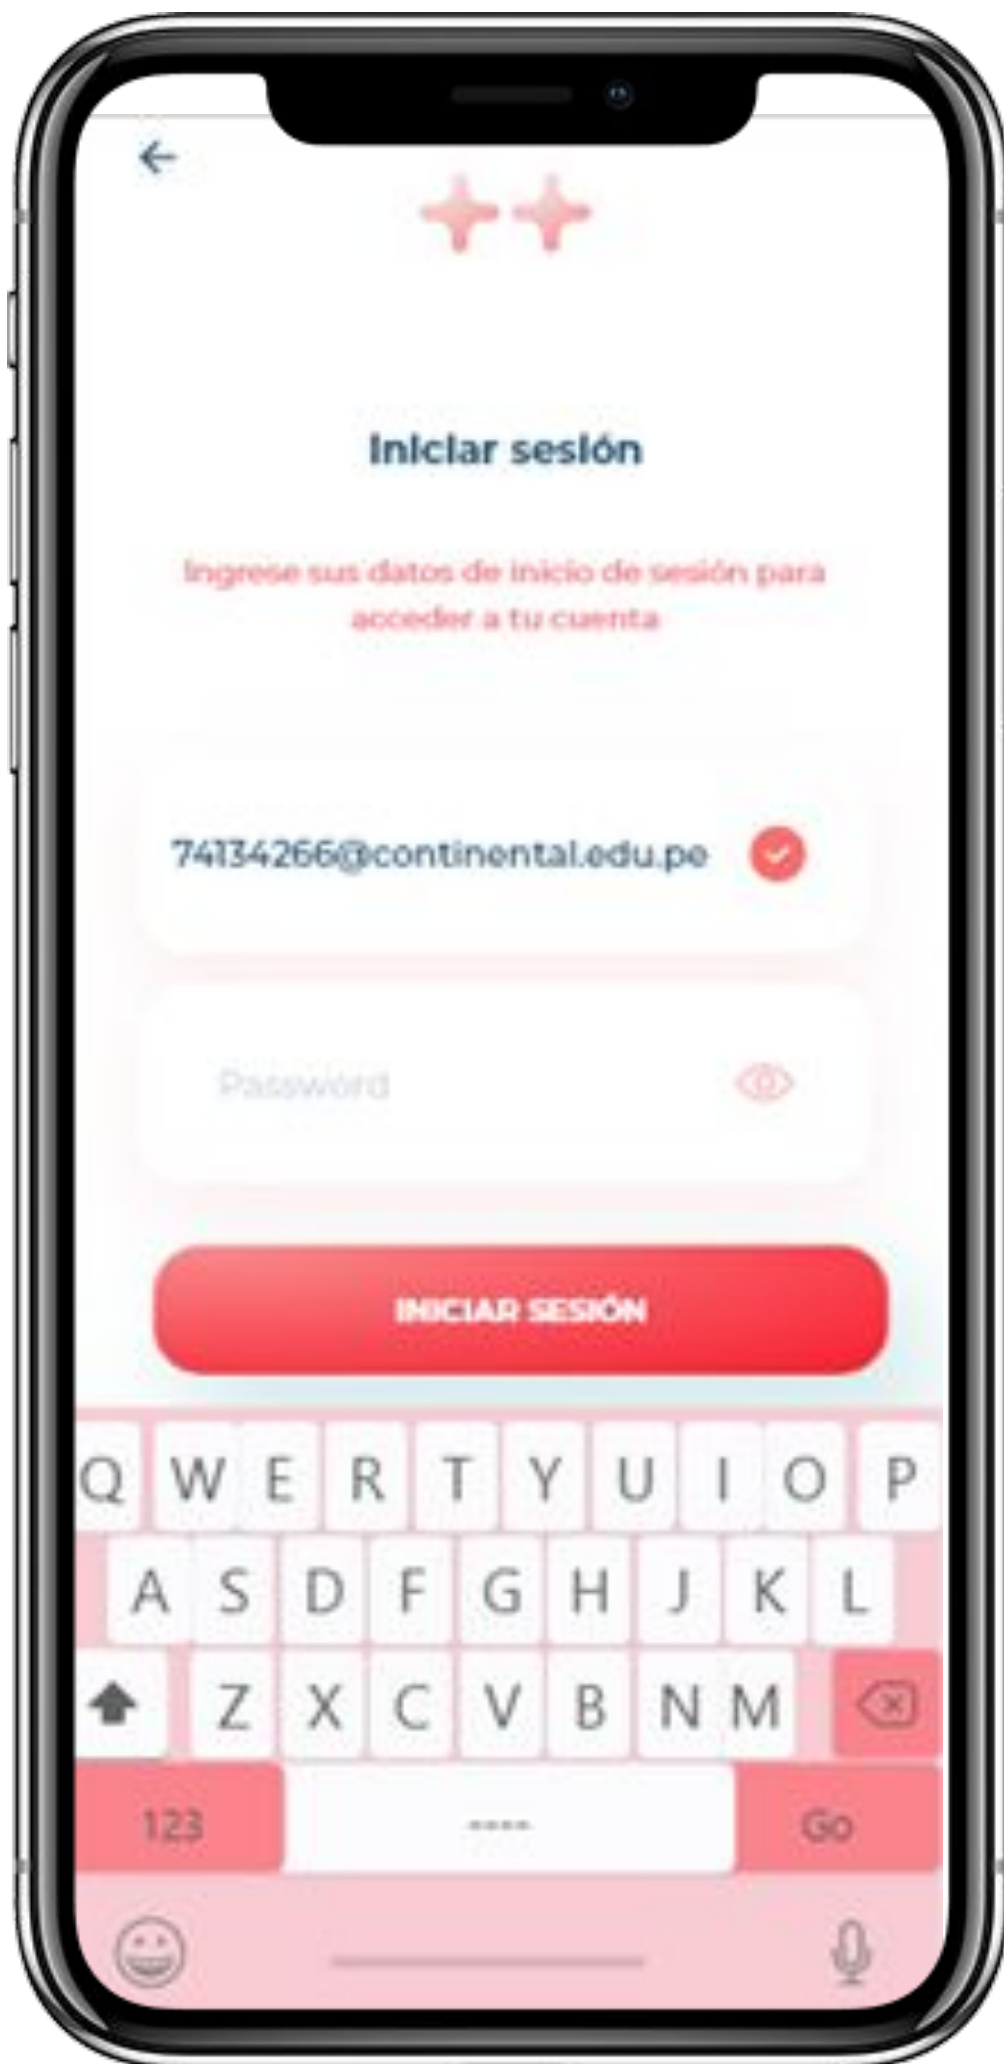 Iniciar sesión
Ingrese sus datos de inicio de sesión para
acceder a tu cuenta
74134266@continental.edu.pe
Password
INICIAR SESIÓN
Q W E R T Y U I O P
A S D F G H J K L
Z X C V B N M
123 ---- Go